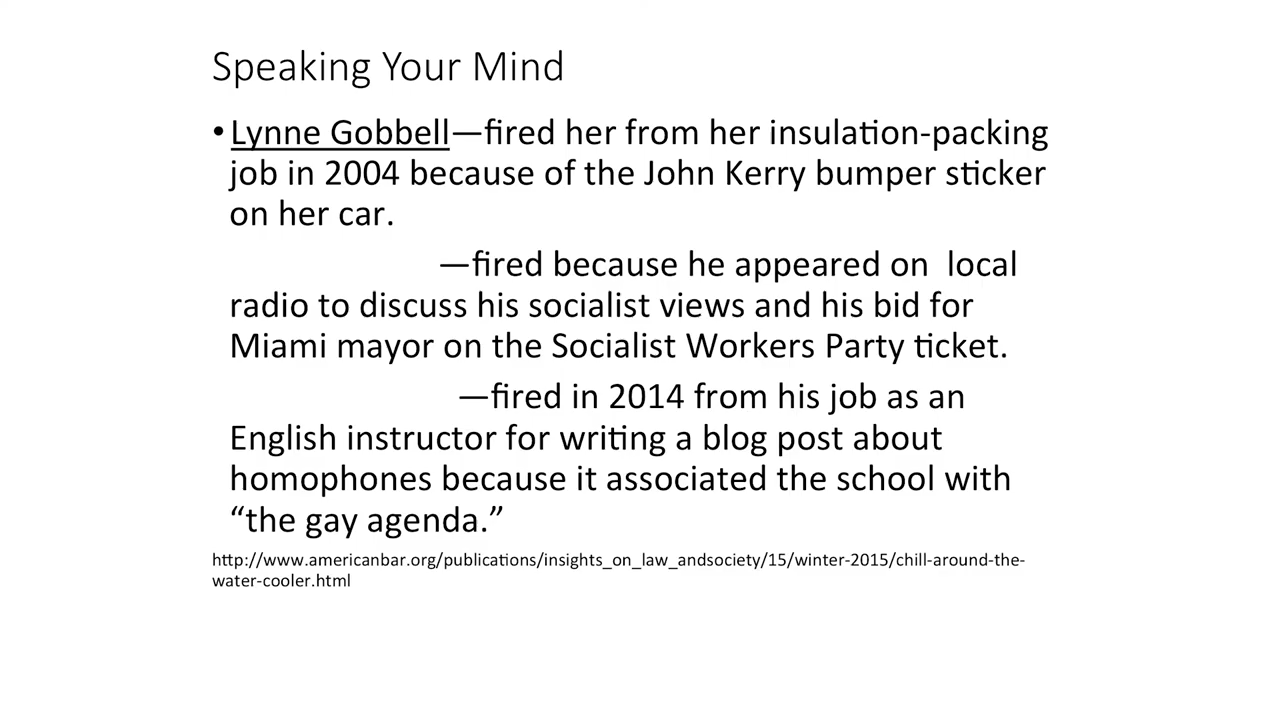 Speaking Your Mind
•Lynne Gobbell—fired her from her insulation-packing
job in 2004 because of the John Kerry bumper sticker
on her car.
—fired because he appeared on local
radio to discuss his socialist views and his bid for
Miami mayor on the Socialist Workers Party ticket.
—fired in 2014 from his job as an
English instructor for writing a blog post about
homophones because it associated the school with
“the gay agenda.”
http://www.americanbar.org/publications/insights_on_law_andsociety/15/winter-2015/chill-around-the-
water-cooler.html